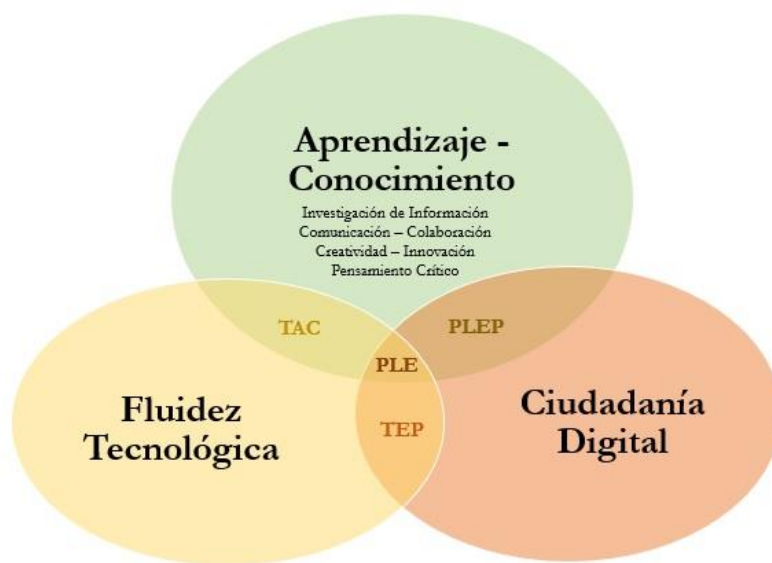 Aprendizaje -
Conocimiento
Investigación de Información
Comunicación – Colaboración
Creatividad – Innovación
Pensamiento Crítico
TAC
PLEP
PLE
TEP
Fluidez
Tecnológica
Ciudadanía
Digital